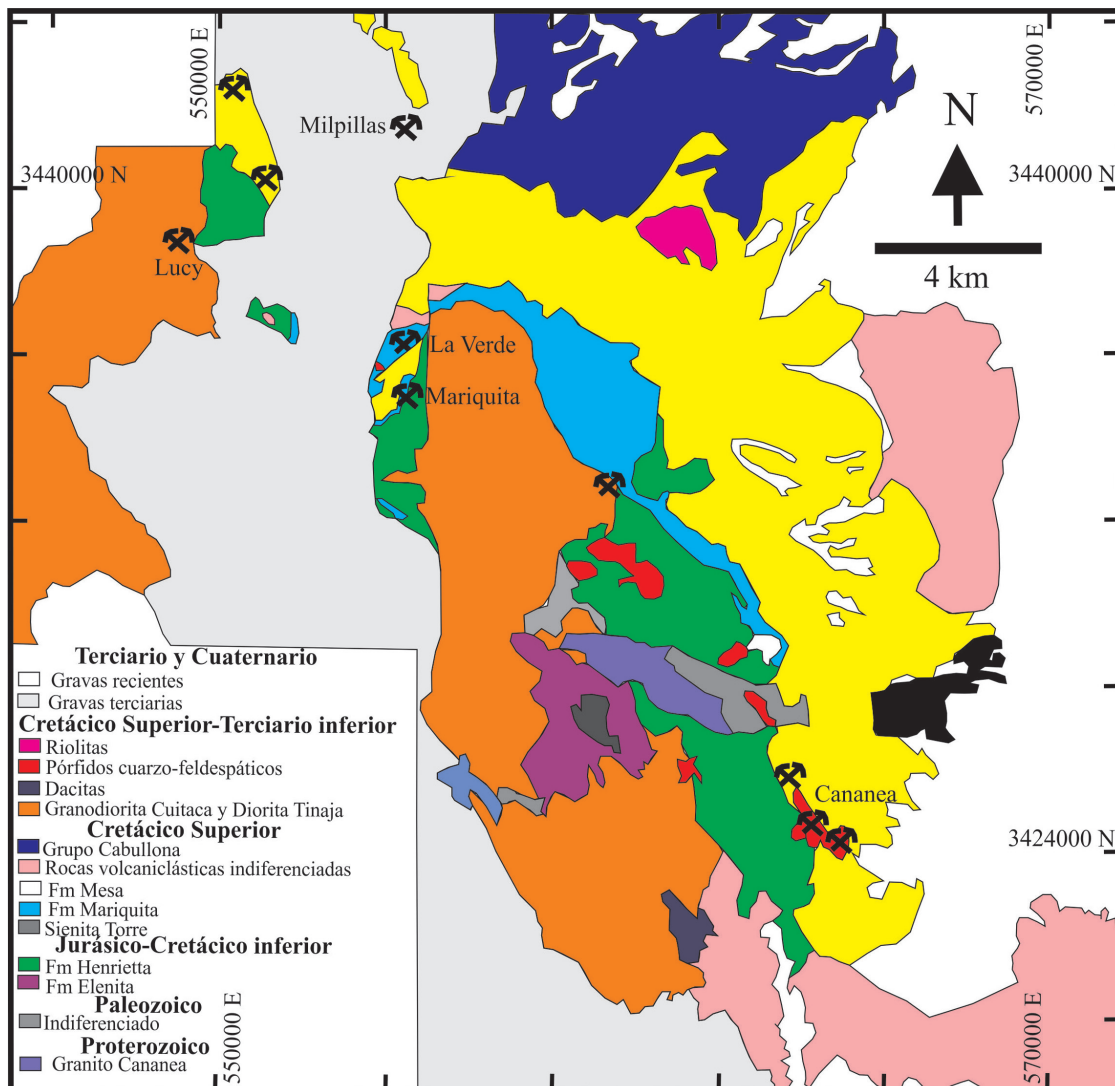 550000 E
570000 E
Milpillas
N
3440000 N
3440000 N
Lucy
4 km
La Verde
Mariquita
Cananea
3424000 N
Terciario y Cuaternario
Gravas recientes
Gravas terciarias
Cretácico Superior-Terciario inferior
Riolitas
Pórfidos cuarzo-feldespáticos
Dacitas
Granodiorita Cuitaca y Diorita Tinaja
Cretácico Superior
Grupo Cabullona
Rocas volcaniclásticas indiferenciadas
Fm Mesa
Fm Mariquita
Sienita Torre
Jurásico-Cretácico inferior
Fm Henrietta
Fm Elenita
Paleozoico
Indiferenciado
Proterozoico
Granito Cananea
550000 E
570000 E